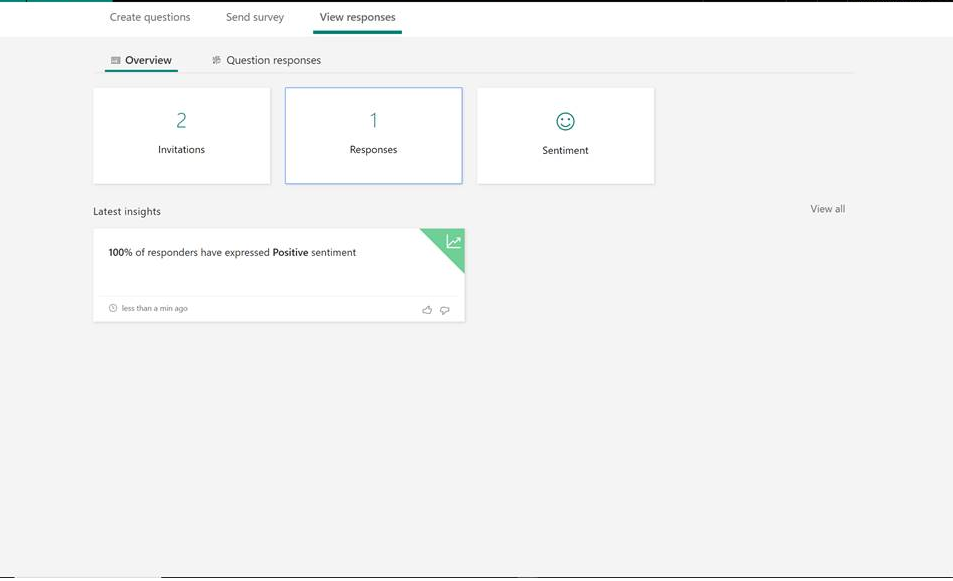 Create questions Send survey View responses
Overview Question responses
2 1
Invitations Responses Sentiment
Latest insights View all
100% of responders have expressed Positive sentiment
less than a min ago